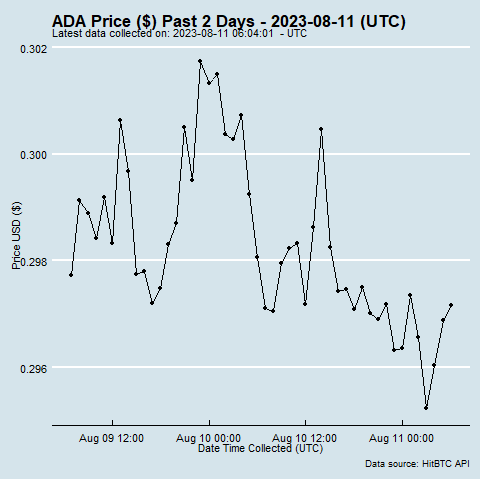 ADA Price ($) Past 2 Days - 2023-08-11 (UTC)
Latest data collected on: 2023-08-11 06:04:01 - UTC
0.302
0.300
0.298
0.296
Price USD ($)
Aug 09 12:00 Aug 10 00:00 Aug 10 12:00 Aug 11 00:00
Date Time Collected (UTC)
Data source: HitBTC API